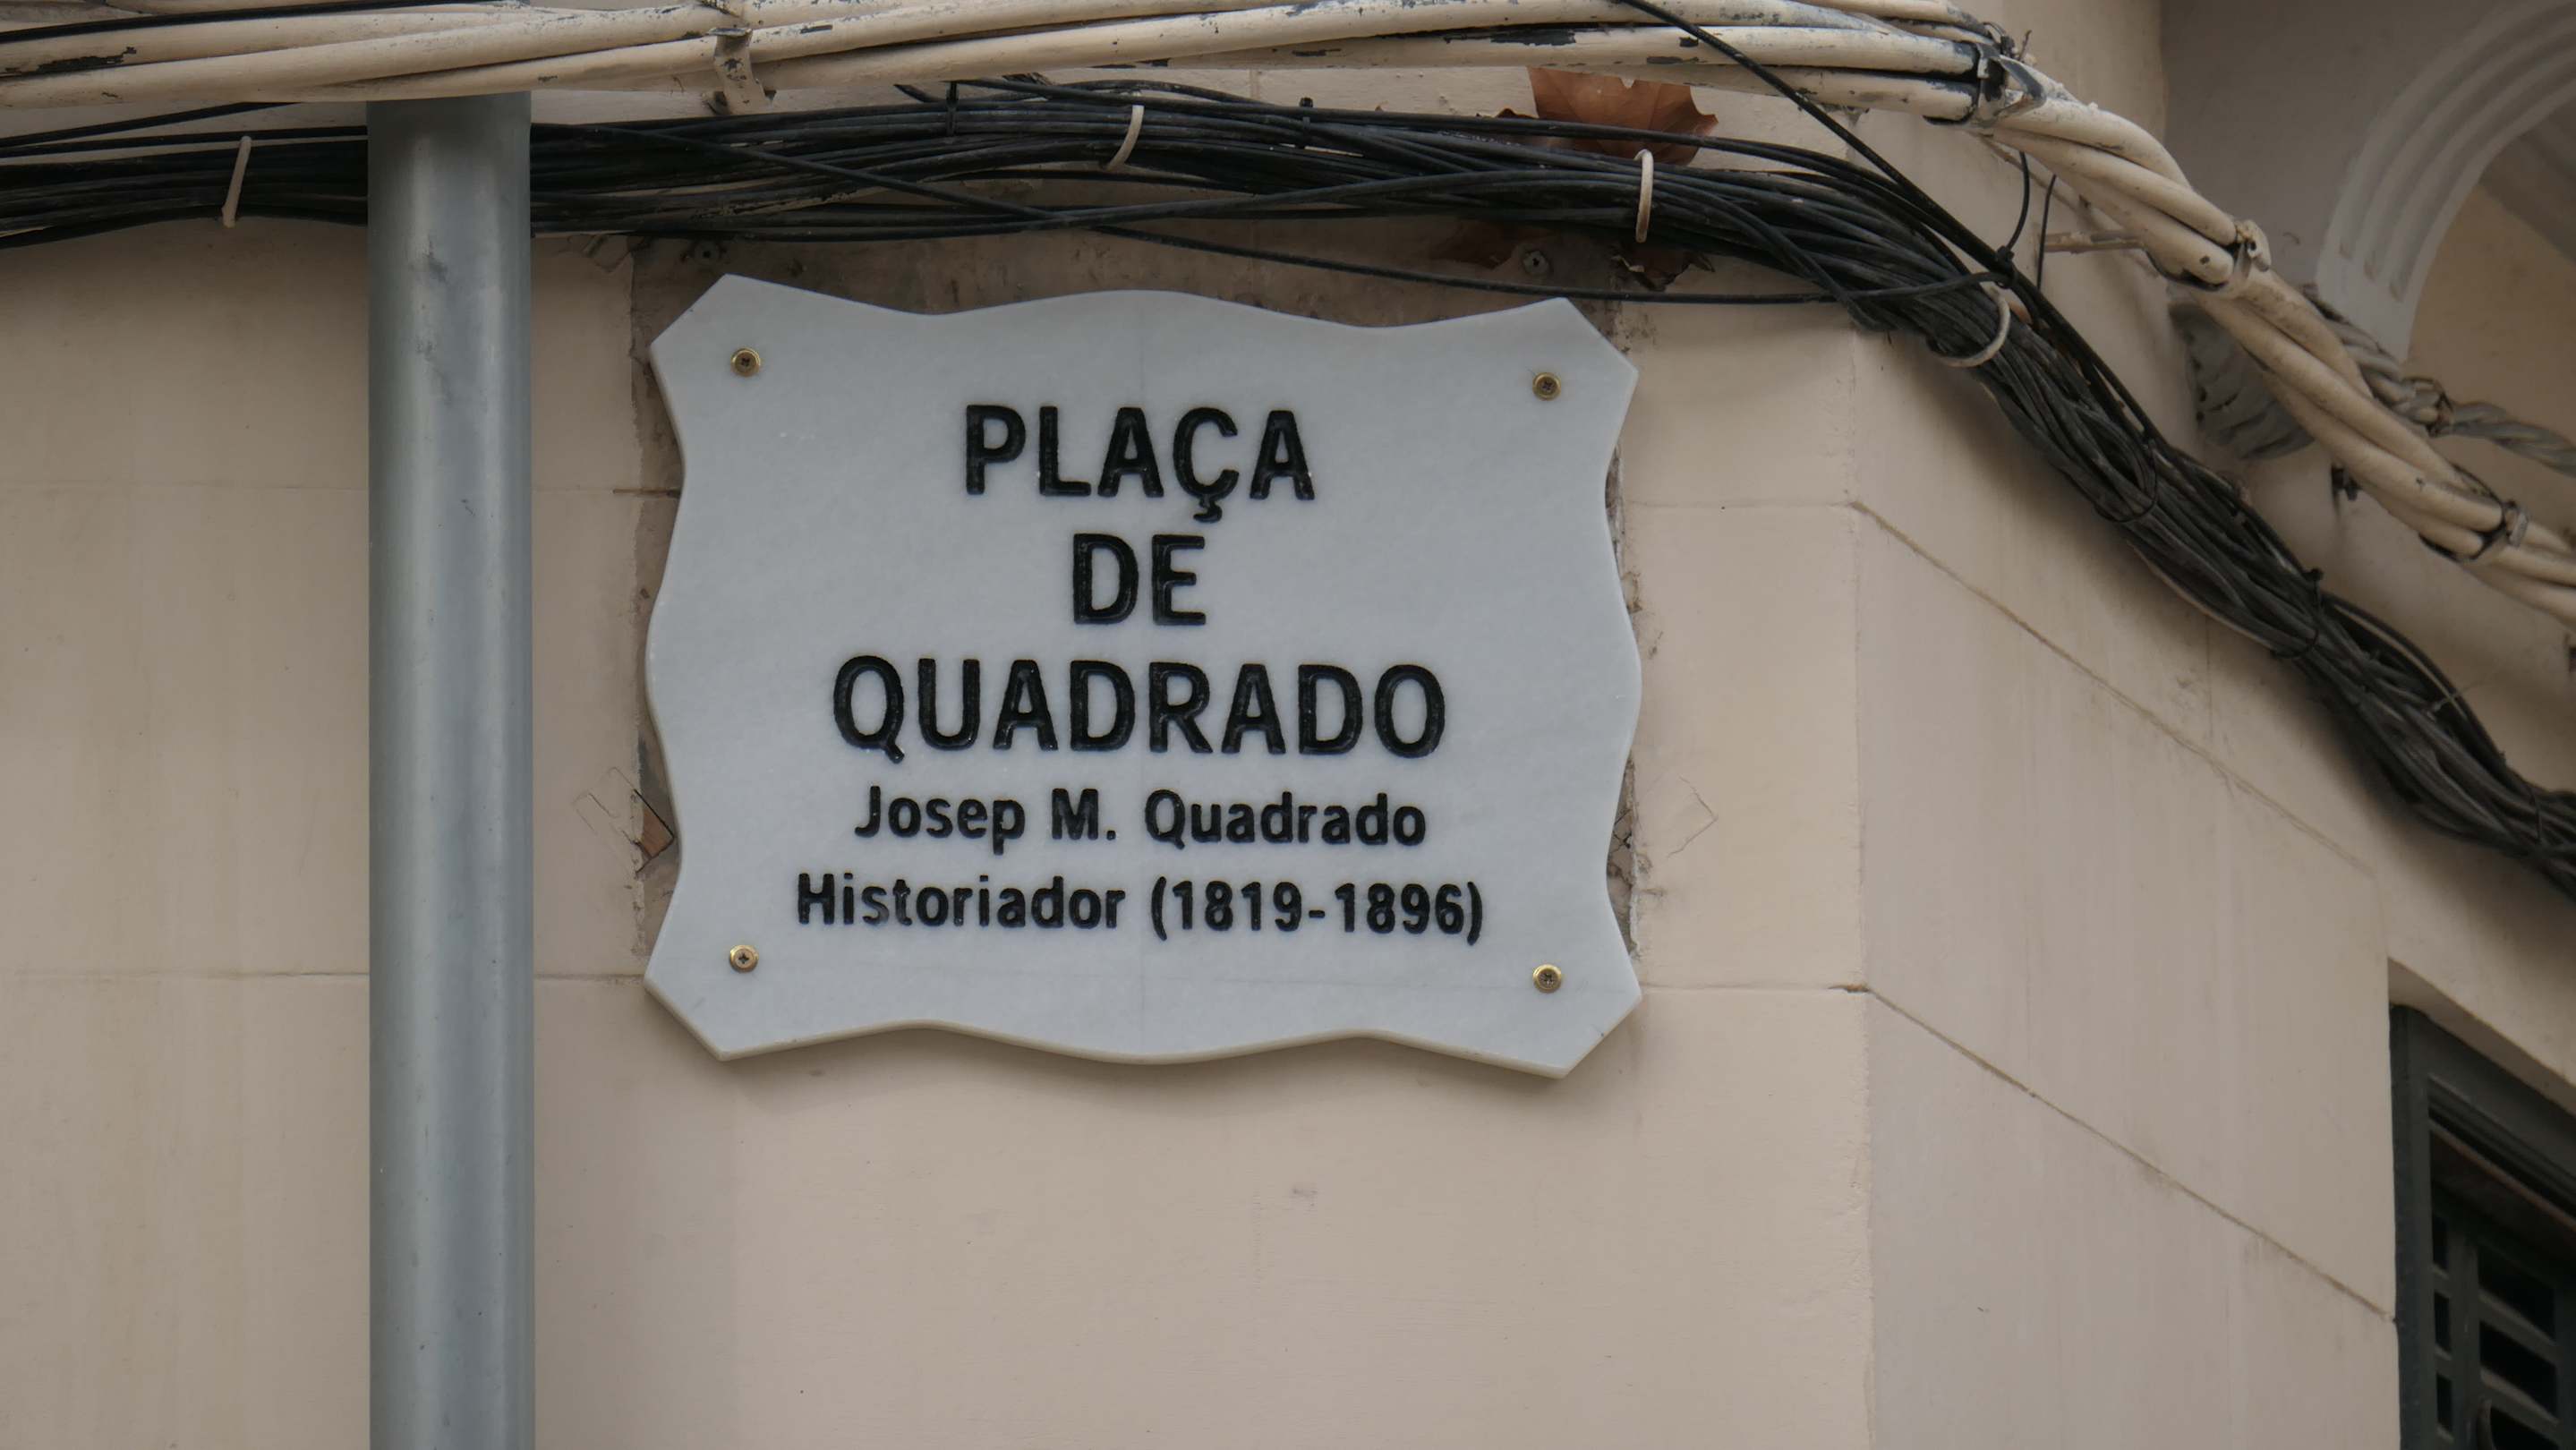 PLAÇA
DE
QUADRADO
Josep M. Quadrado
Historiador (1819-1896)